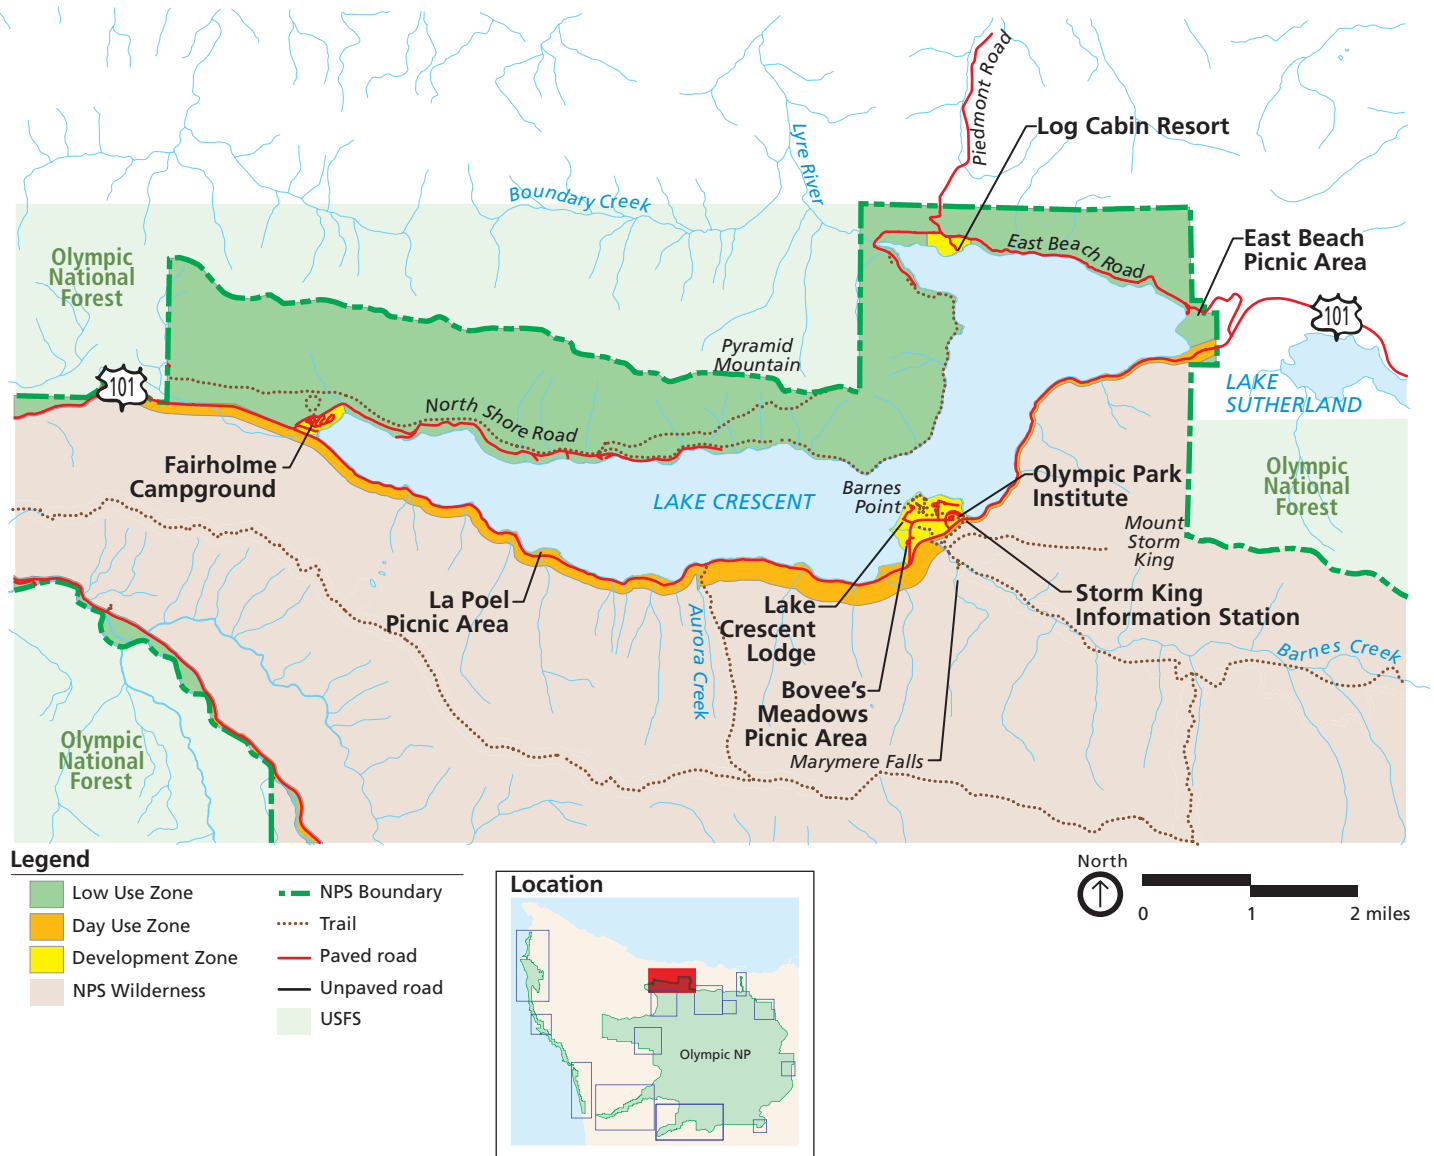 Piedmont Road
Log Cabin Resort
Lyre River
Boundary Creek
East Beach Road
East Beach
Picnic Area
Olympic
National
Forest
101
101
Pyramid
Mountain
LAKE
SUTHERLAND
North Shore Road
Fairholme
Campground
LAKE CRESCENT
Barnes
Point
Olympic Park
Institute
Olympic
National
Forest
Mount
Storm
King
La Poel
Picnic Area
Aurora Creek
Lake
Crescent
Lodge
Storm King
Information Station
Barnes Creek
Bovee's
Meadows
Picnic Area
Marymere Falls
Olympic
National
Forest
Legend
Low Use Zone
Day Use Zone
Development Zone
NPS Wilderness
NPS Boundary
Trail
Paved road
Unpaved road
USFS
Location
Olympic NP
North
0 1 2 miles